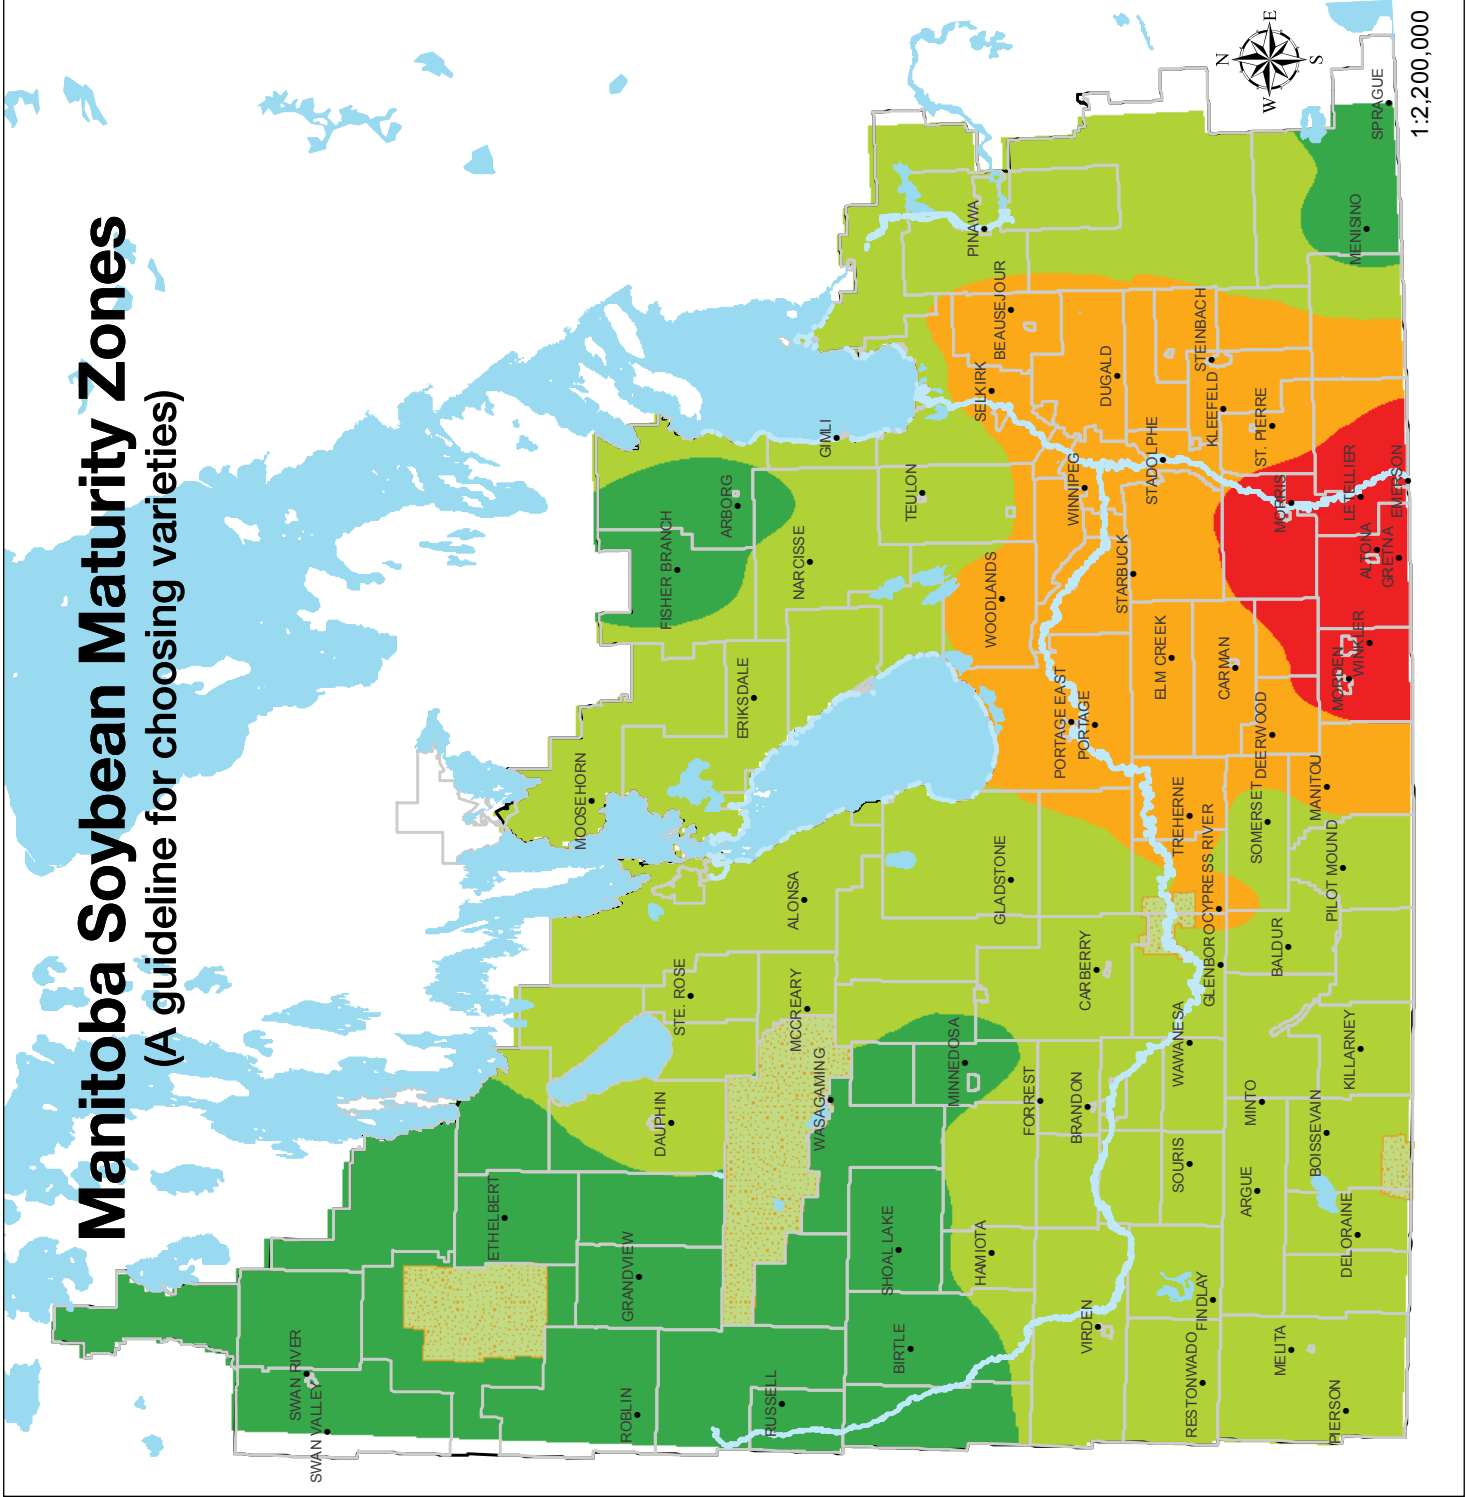 Manitoba Soybean Maturity Zones
(A guideline for choosing varieties)
SWAN RIVER
SWAN VALLEY
ETHELBERT
GRANDVIEW
ROBLIN
RUSSELL
BIRTLE
SHOAL LAKE
HAMIOTA
DAUPHIN
STE. ROSE
MCCREARY
WASAGAMING
MINNEDOSA
MOOSEHORN
ERIKSDALE
FISHER BRANCH
ARBORG
NARCISSE
GIMLI
TEULON
ALONSA
GLADSTONE
WOODLANDS
SELKIRK
BEAUSEJOUR
PINAWA
FORREST
BRANDON
CARBERRY
PORTAGE EAST
PORTAGE
WINNIPEG
DUGALD
STADOLPHE
STARBUCK
ELM CREEK
CARMAN
TREHERNE
CYPRESS RIVER
GLENBORO
WAWANESA
SOURIS
VIRDEN
FINDLAY
RESTONWADO
STEINBACH
KLEEFELD
ST. PIERRE
DEERWOOD
SOMERSET
MANITOU
PILOT MOUND
BALDUR
MINTO
ARGUE
MELITA
PIERSON
DELORAINE
BOISSEVAIN
KILLARNEY
MORDEN
WINKLER
MORRIS
LETELLIER
ALTONA
GRETNA
EMERSON
MENISINO
SPRAGUE
N
E
S
W
1:2,200,000